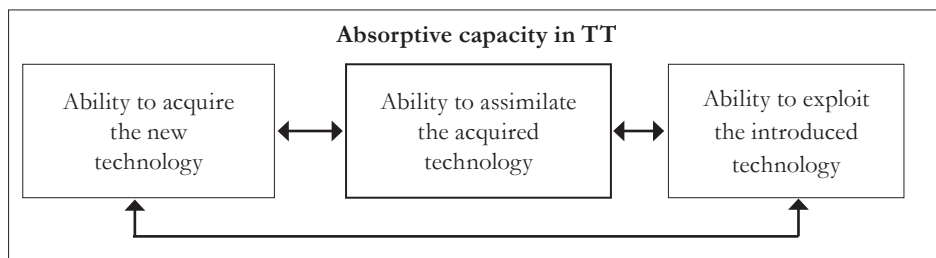 Absorptive capacity in TT
Ability to acquire
the new
technology
Ability to assimilate
the acquired
technology
Ability to exploit
the introduced
technology